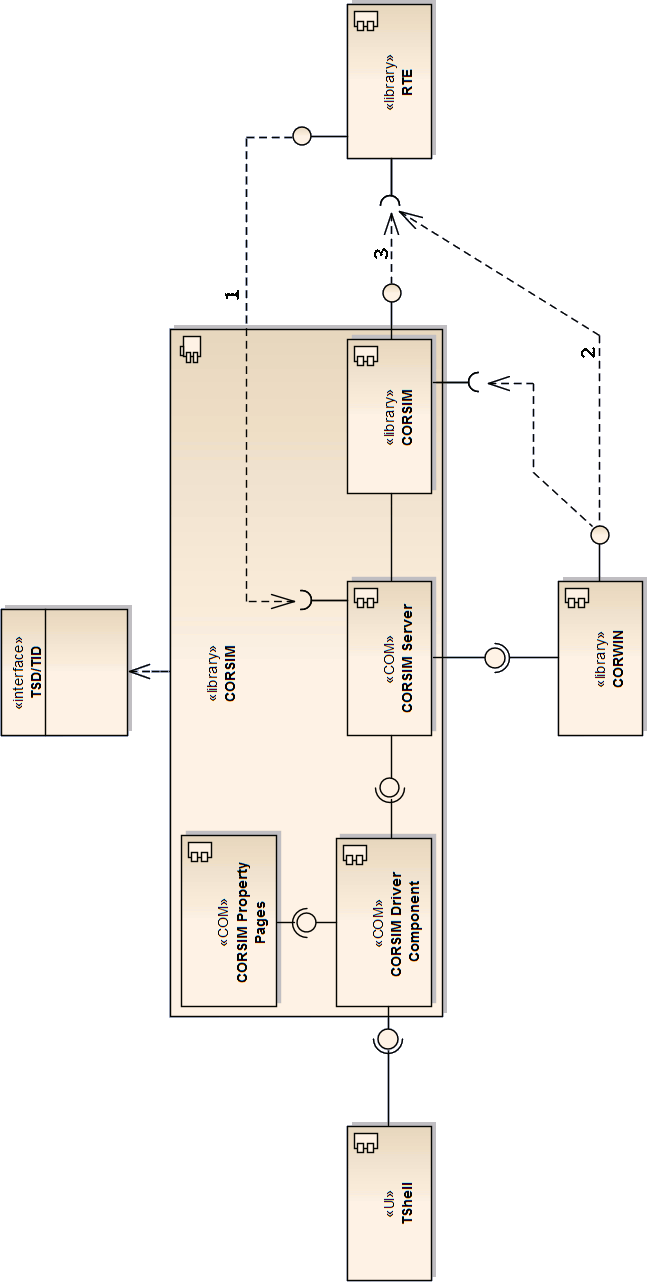 «interface»
TSD/TID
«library»
CORSIM
1
«COM»
CORSIM Property
Pages
«UI»
TShell
«COM»
CORSIM Driver
Component
«COM»
CORSIM Server
«library»
CORSIM
3
«library»
RTE
2
«library»
CORWIN